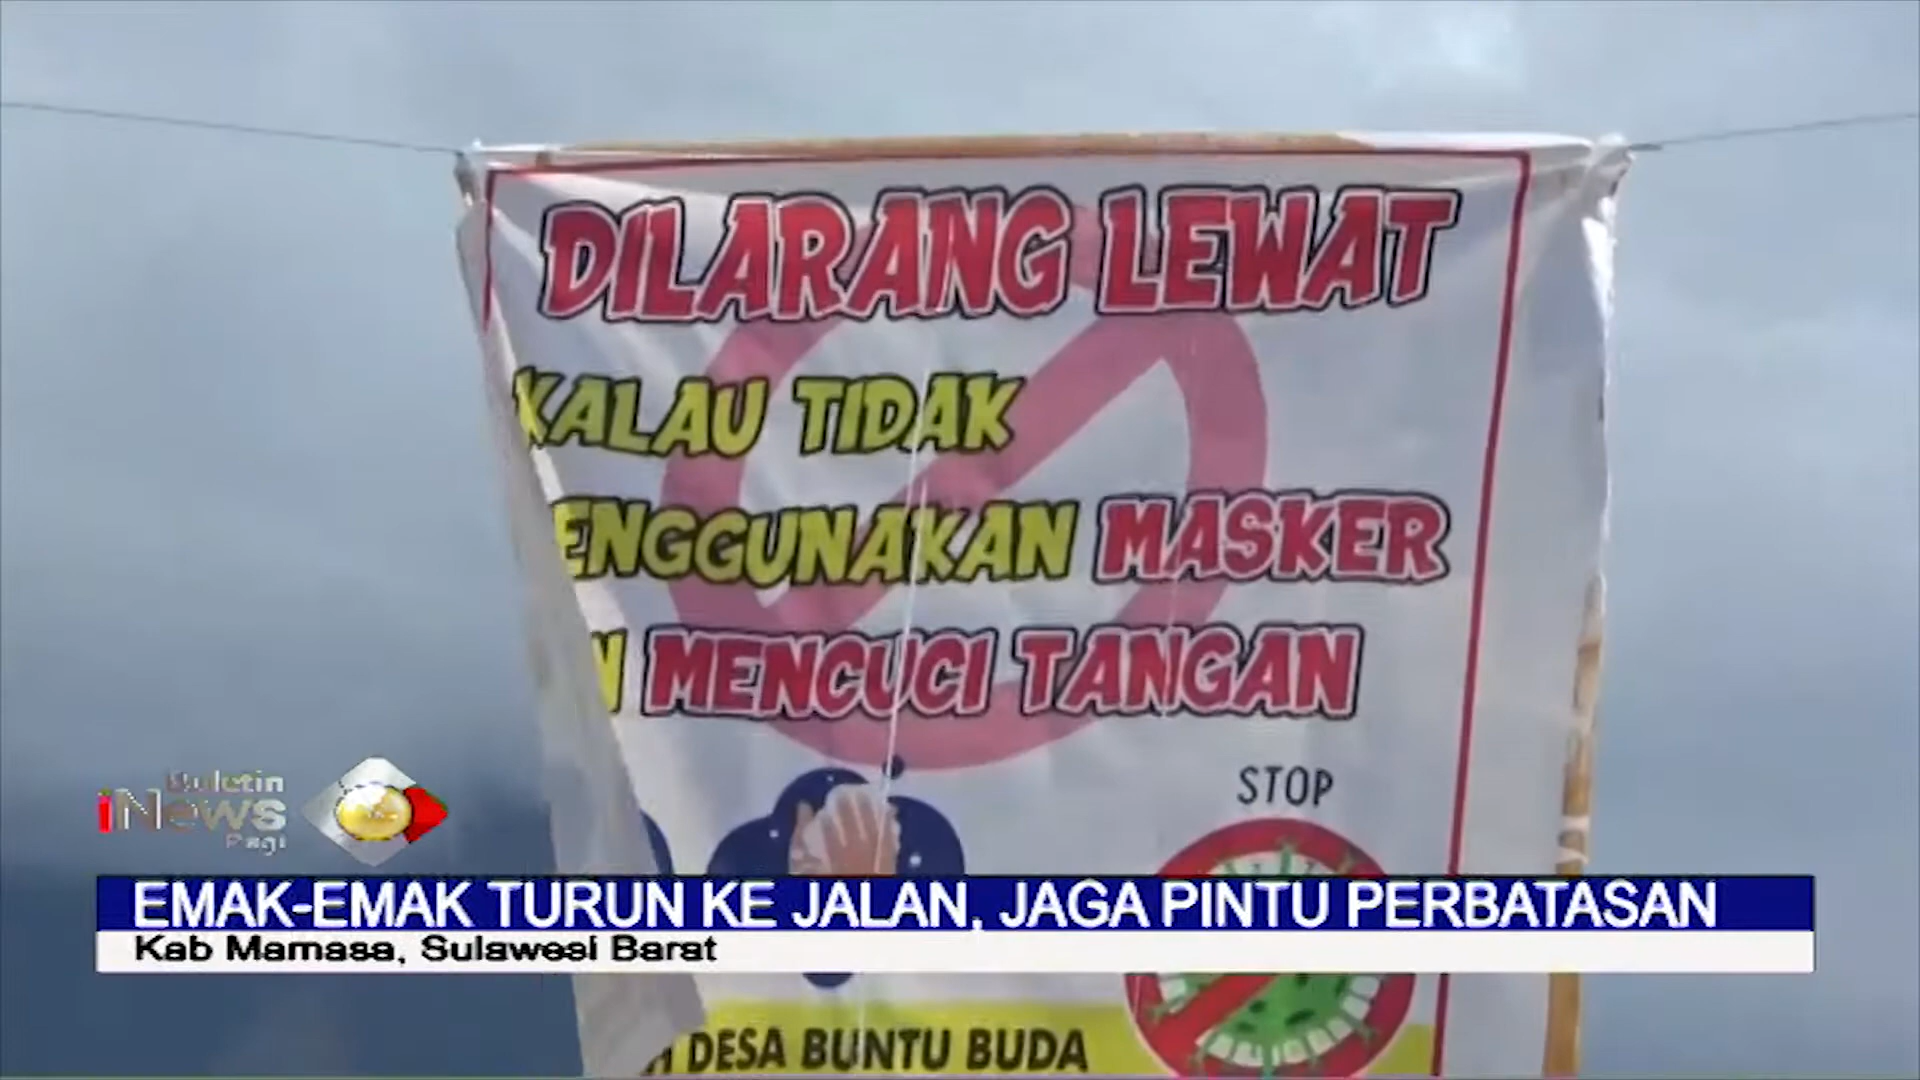 DILARANG LEWAT
KALAU TIDAK
ENGGUNAKAN MASKER
N MENCUCI TANGAN
STOP
Buletin
iNews
Pagi
EMAK-EMAK TURUN KE JALAN, JAGA PINTU PERBATASAN
Kab Mamasa, Sulawesi Barat
H DESA BUNTU BUDA